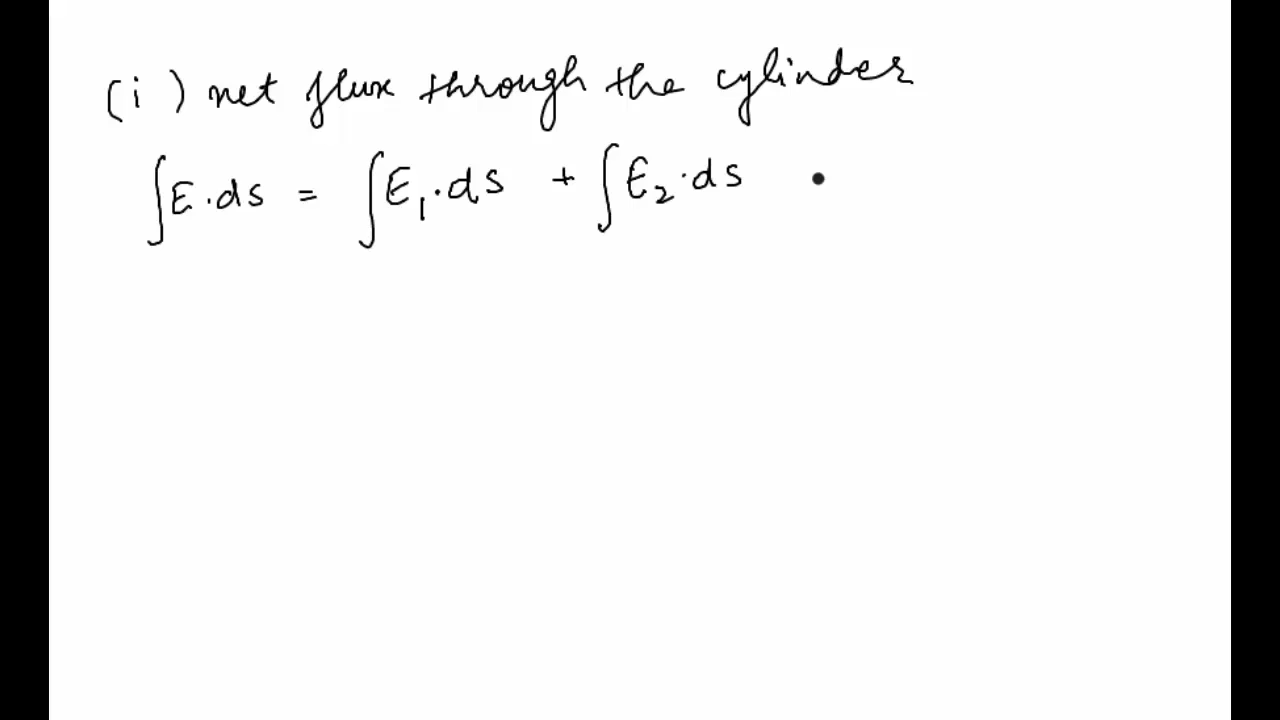 (i) net flux through the cylinder
∫E·ds = ∫E₁·ds + ∫E₂·ds